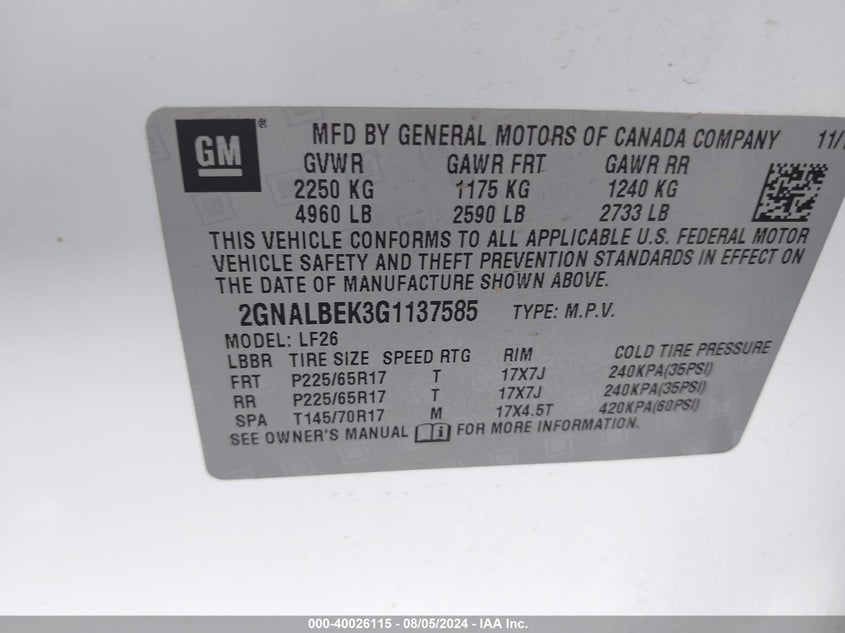 GM ® MFD BY GENERAL MOTORS OF CANADA COMPANY 11/
GVWR GAWR FRT GAWR RR
2250 KG 1175 KG 1240 KG
4960 LB 2590 LB 2733 LB
THIS VEHICLE CONFORMS TO ALL APPLICABLE U.S. FEDERAL MOTOR
VEHICLE SAFETY AND THEFT PREVENTION STANDARDS IN EFFECT ON
THE DATE OF MANUFACTURE SHOWN ABOVE.
2GNALBEK3G1137585 TYPE: M.P.V.
MODEL: LF26
LBBR TIRE SIZE SPEED RTG RIM COLD TIRE PRESSURE
FRT P225/65R17 T 17X7J 240KPA(35PSI)
RR P225/65R17 T 17X7J 240KPA(35PSI)
SPA T145/70R17 M 17X4.5T 420KPA(60PSI)
SEE OWNER'S MANUAL FOR MORE INFORMATION.
000-40026115 - 08/05/2024 - IAA Inc.